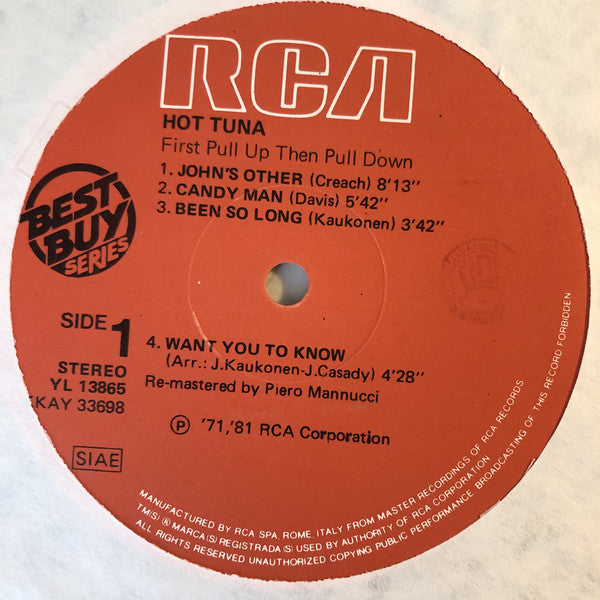 RCA
HOT TUNA
First Pull Up Then Pull Down
1. JOHN'S OTHER (Creach) 8'13''
2. CANDY MAN (Davis) 5'42''
3. BEEN SO LONG (Kaukonen) 3'42''
BEST
BUY
SERIES
SIDE 1
STEREO
YL 13865
KAY 33698
4. WANT YOU TO KNOW
(Arr.: J.Kaukonen-J.Casady) 4'28''
Re-mastered by Piero Mannucci
Ⓟ '71,'81 RCA Corporation
SIAE
MANUFACTURED BY RCA SPA. ROME, ITALY FROM MASTER RECORDINGS OF RCA RECORDS
TM(S) ® MARCA(S) REGISTRADA(S) USED BY AUTHORITY OF RCA CORPORATION
ALL RIGHTS RESERVED UNAUTHORIZED COPYING PUBLIC PERFORMANCE BROADCASTING OF THIS RECORD FORBIDDEN